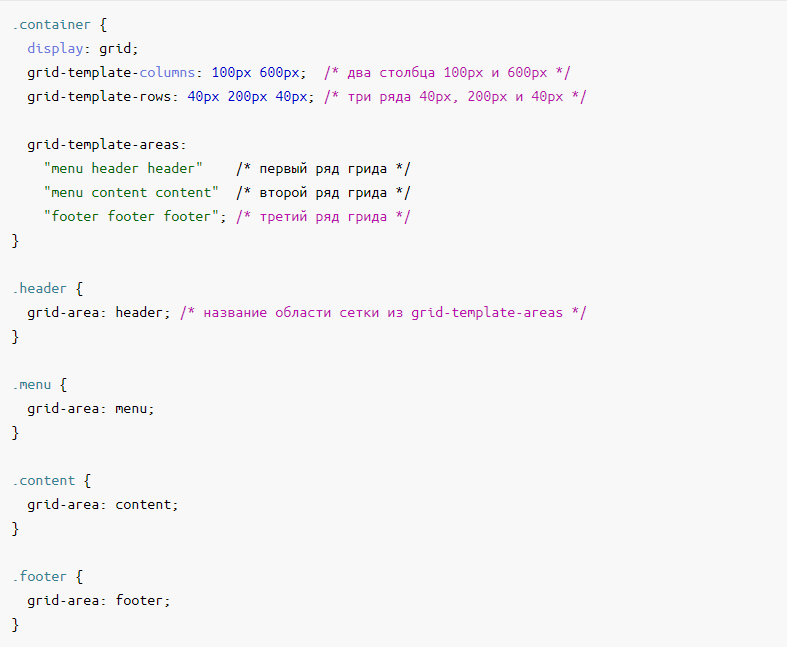 .container {
  display: grid;
  grid-template-columns: 100px 600px;  /* два столбца 100px и 600px */
  grid-template-rows: 40px 200px 40px; /* три ряда 40px, 200px и 40px */

  grid-template-areas:
    "menu header header"    /* первый ряд грида */
    "menu content content"  /* второй ряд грида */
    "footer footer footer"; /* третий ряд грида */
}

.header {
  grid-area: header; /* название области сетки из grid-template-areas */
}

.menu {
  grid-area: menu;
}

.content {
  grid-area: content;
}

.footer {
  grid-area: footer;
}